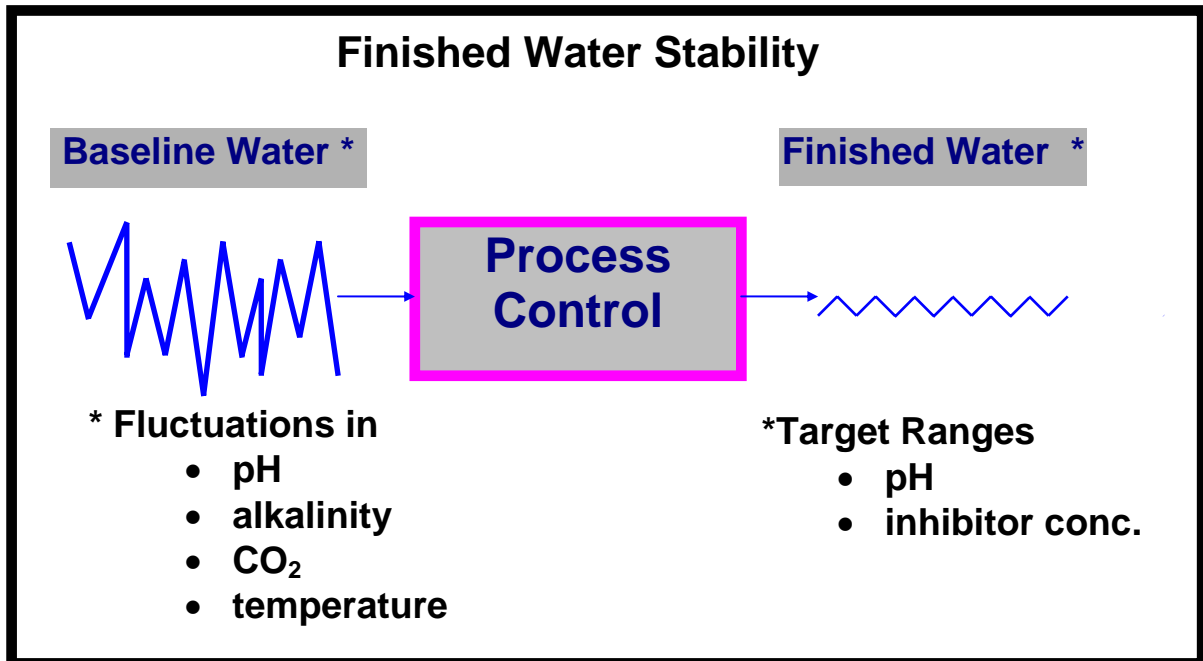 Finished Water Stability
Baseline Water *
Finished Water *
Process
Control
* Fluctuations in
• pH
• alkalinity
• CO₂
• temperature
*Target Ranges
• pH
• inhibitor conc.